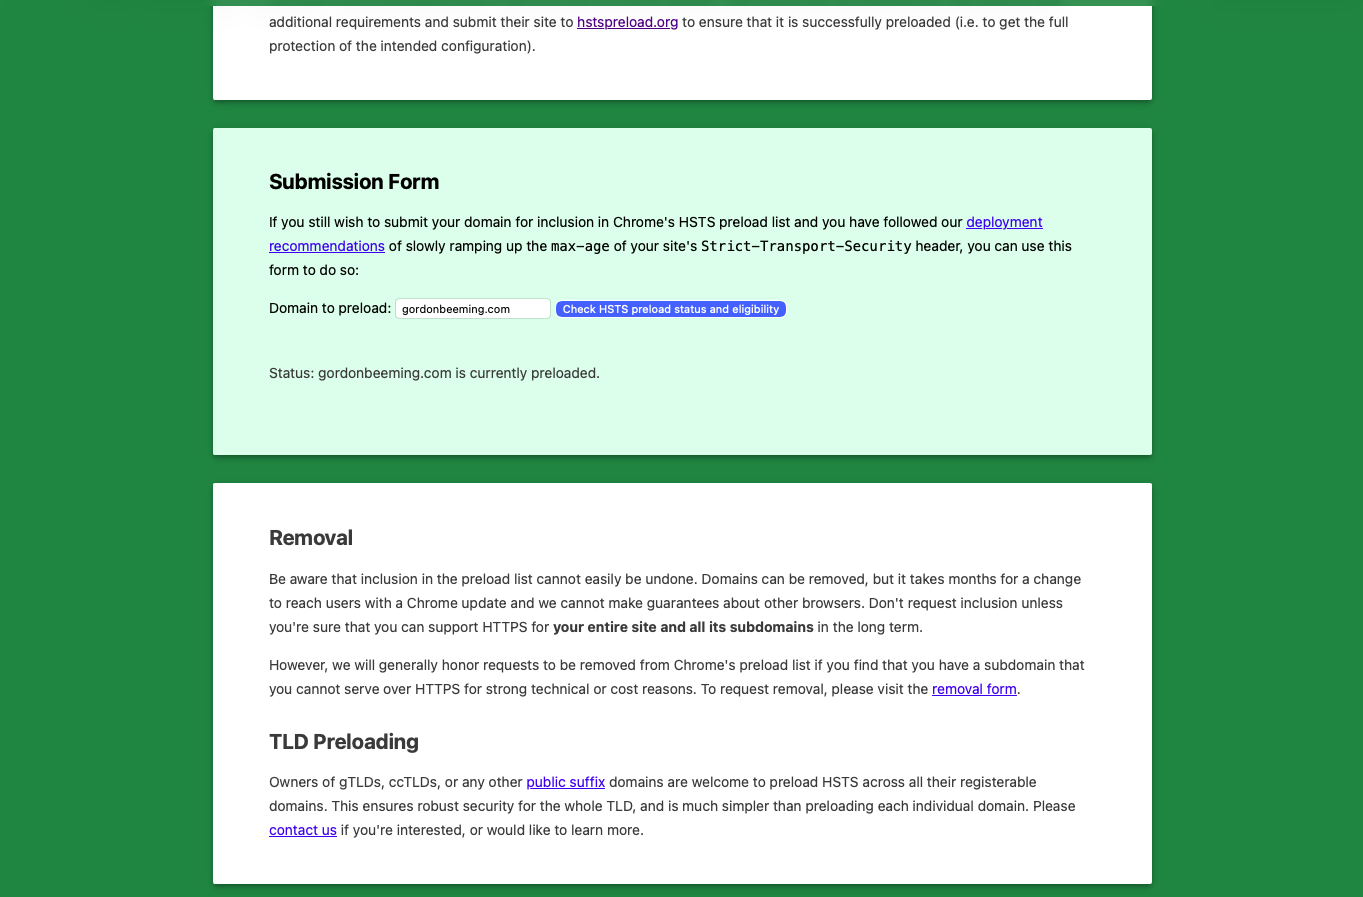 additional requirements and submit their site to hstspreload.org to ensure that it is successfully preloaded (i.e. to get the full
protection of the intended configuration).
Submission Form
If you still wish to submit your domain for inclusion in Chrome's HSTS preload list and you have followed our deployment
recommendations of slowly ramping up the max-age of your site's Strict-Transport-Security header, you can use this
form to do so:
Domain to preload: gordonbeeming.com Check HSTS preload status and eligibility
Status: gordonbeeming.com is currently preloaded.
Removal
Be aware that inclusion in the preload list cannot easily be undone. Domains can be removed, but it takes months for a change
to reach users with a Chrome update and we cannot make guarantees about other browsers. Don't request inclusion unless
you're sure that you can support HTTPS for your entire site and all its subdomains in the long term.
However, we will generally honor requests to be removed from Chrome's preload list if you find that you have a subdomain that
you cannot serve over HTTPS for strong technical or cost reasons. To request removal, please visit the removal form.
TLD Preloading
Owners of gTLDs, ccTLDs, or any other public suffix domains are welcome to preload HSTS across all their registerable
domains. This ensures robust security for the whole TLD, and is much simpler than preloading each individual domain. Please
contact us if you're interested, or would like to learn more.